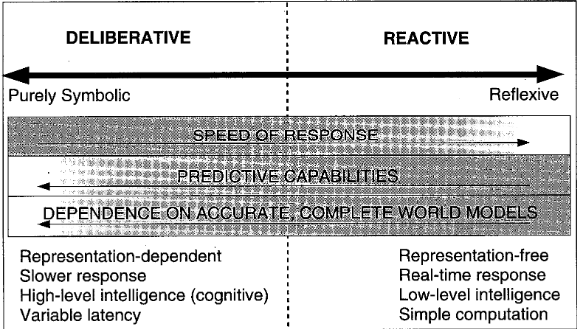 DELIBERATIVE REACTIVE
Purely Symbolic Reflexive
SPEED OF RESPONSE
PREDICTIVE CAPABILITIES
DEPENDENCE ON ACCURATE, COMPLETE WORLD MODELS
Representation-dependent
Slower response
High-level intelligence (cognitive)
Variable latency
Representation-free
Real-time response
Low-level intelligence
Simple computation